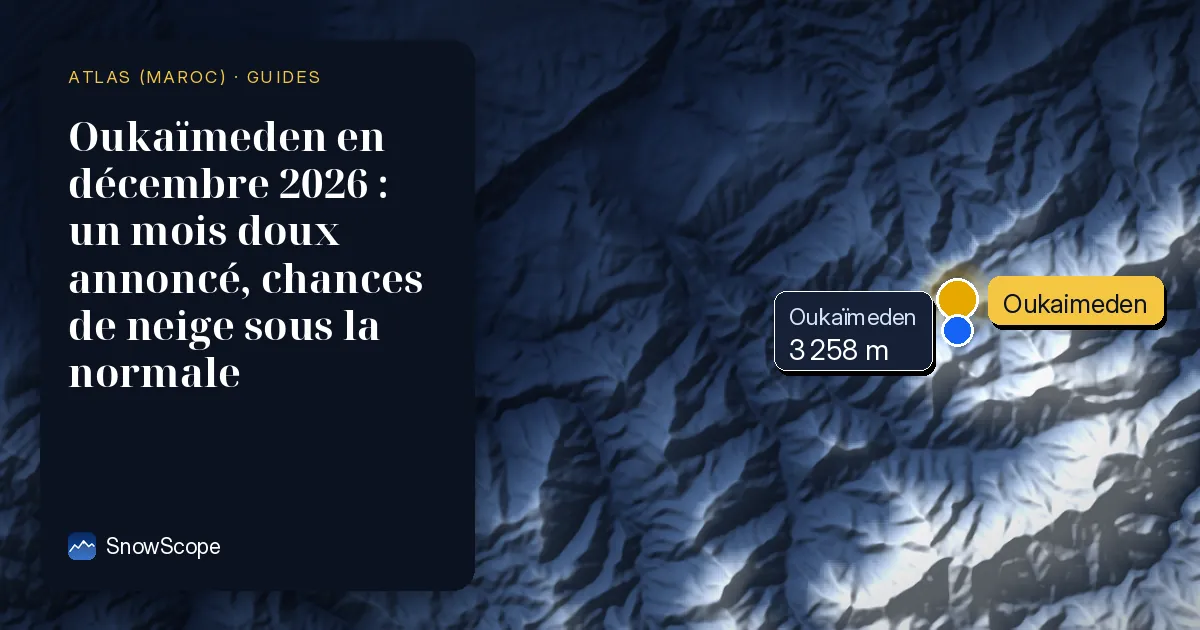 ATLAS (MAROC) · GUIDES
Oukaïmeden en
décembre 2026 :
un mois doux
annoncé, chances
de neige sous la
normale
Oukaïmeden
3 258 m
Oukaimeden
SnowScope